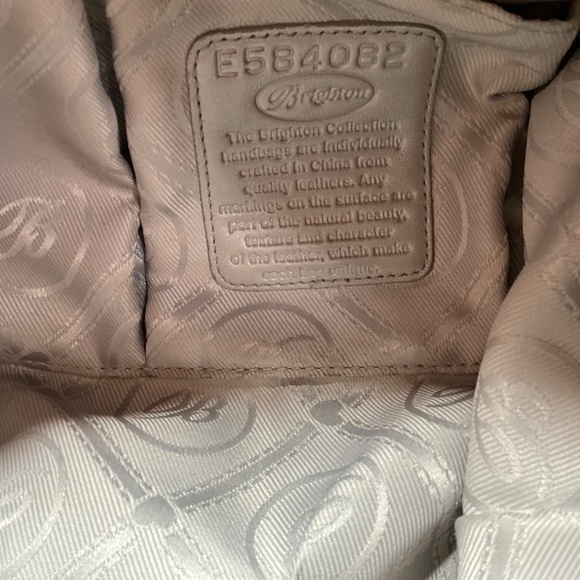 E584082
Brighton
The Brighton Collection
handbags are individually
crafted in China from
quality leathers. Any
markings on the surface are
part of the natural beauty,
texture and character
of the leather, which make
each bag unique.